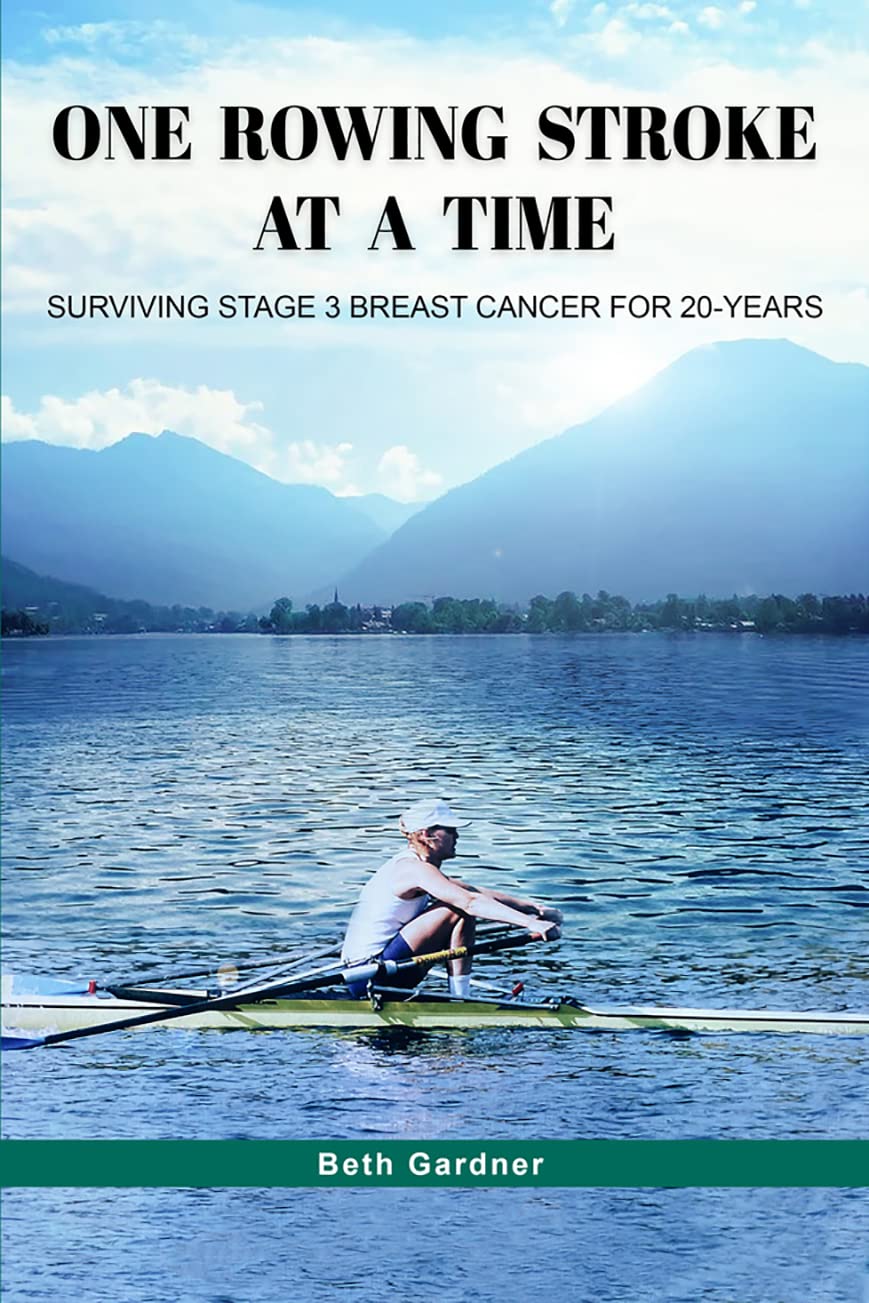 ONE ROWING STROKE
AT A TIME
SURVIVING STAGE 3 BREAST CANCER FOR 20-YEARS
Beth Gardner